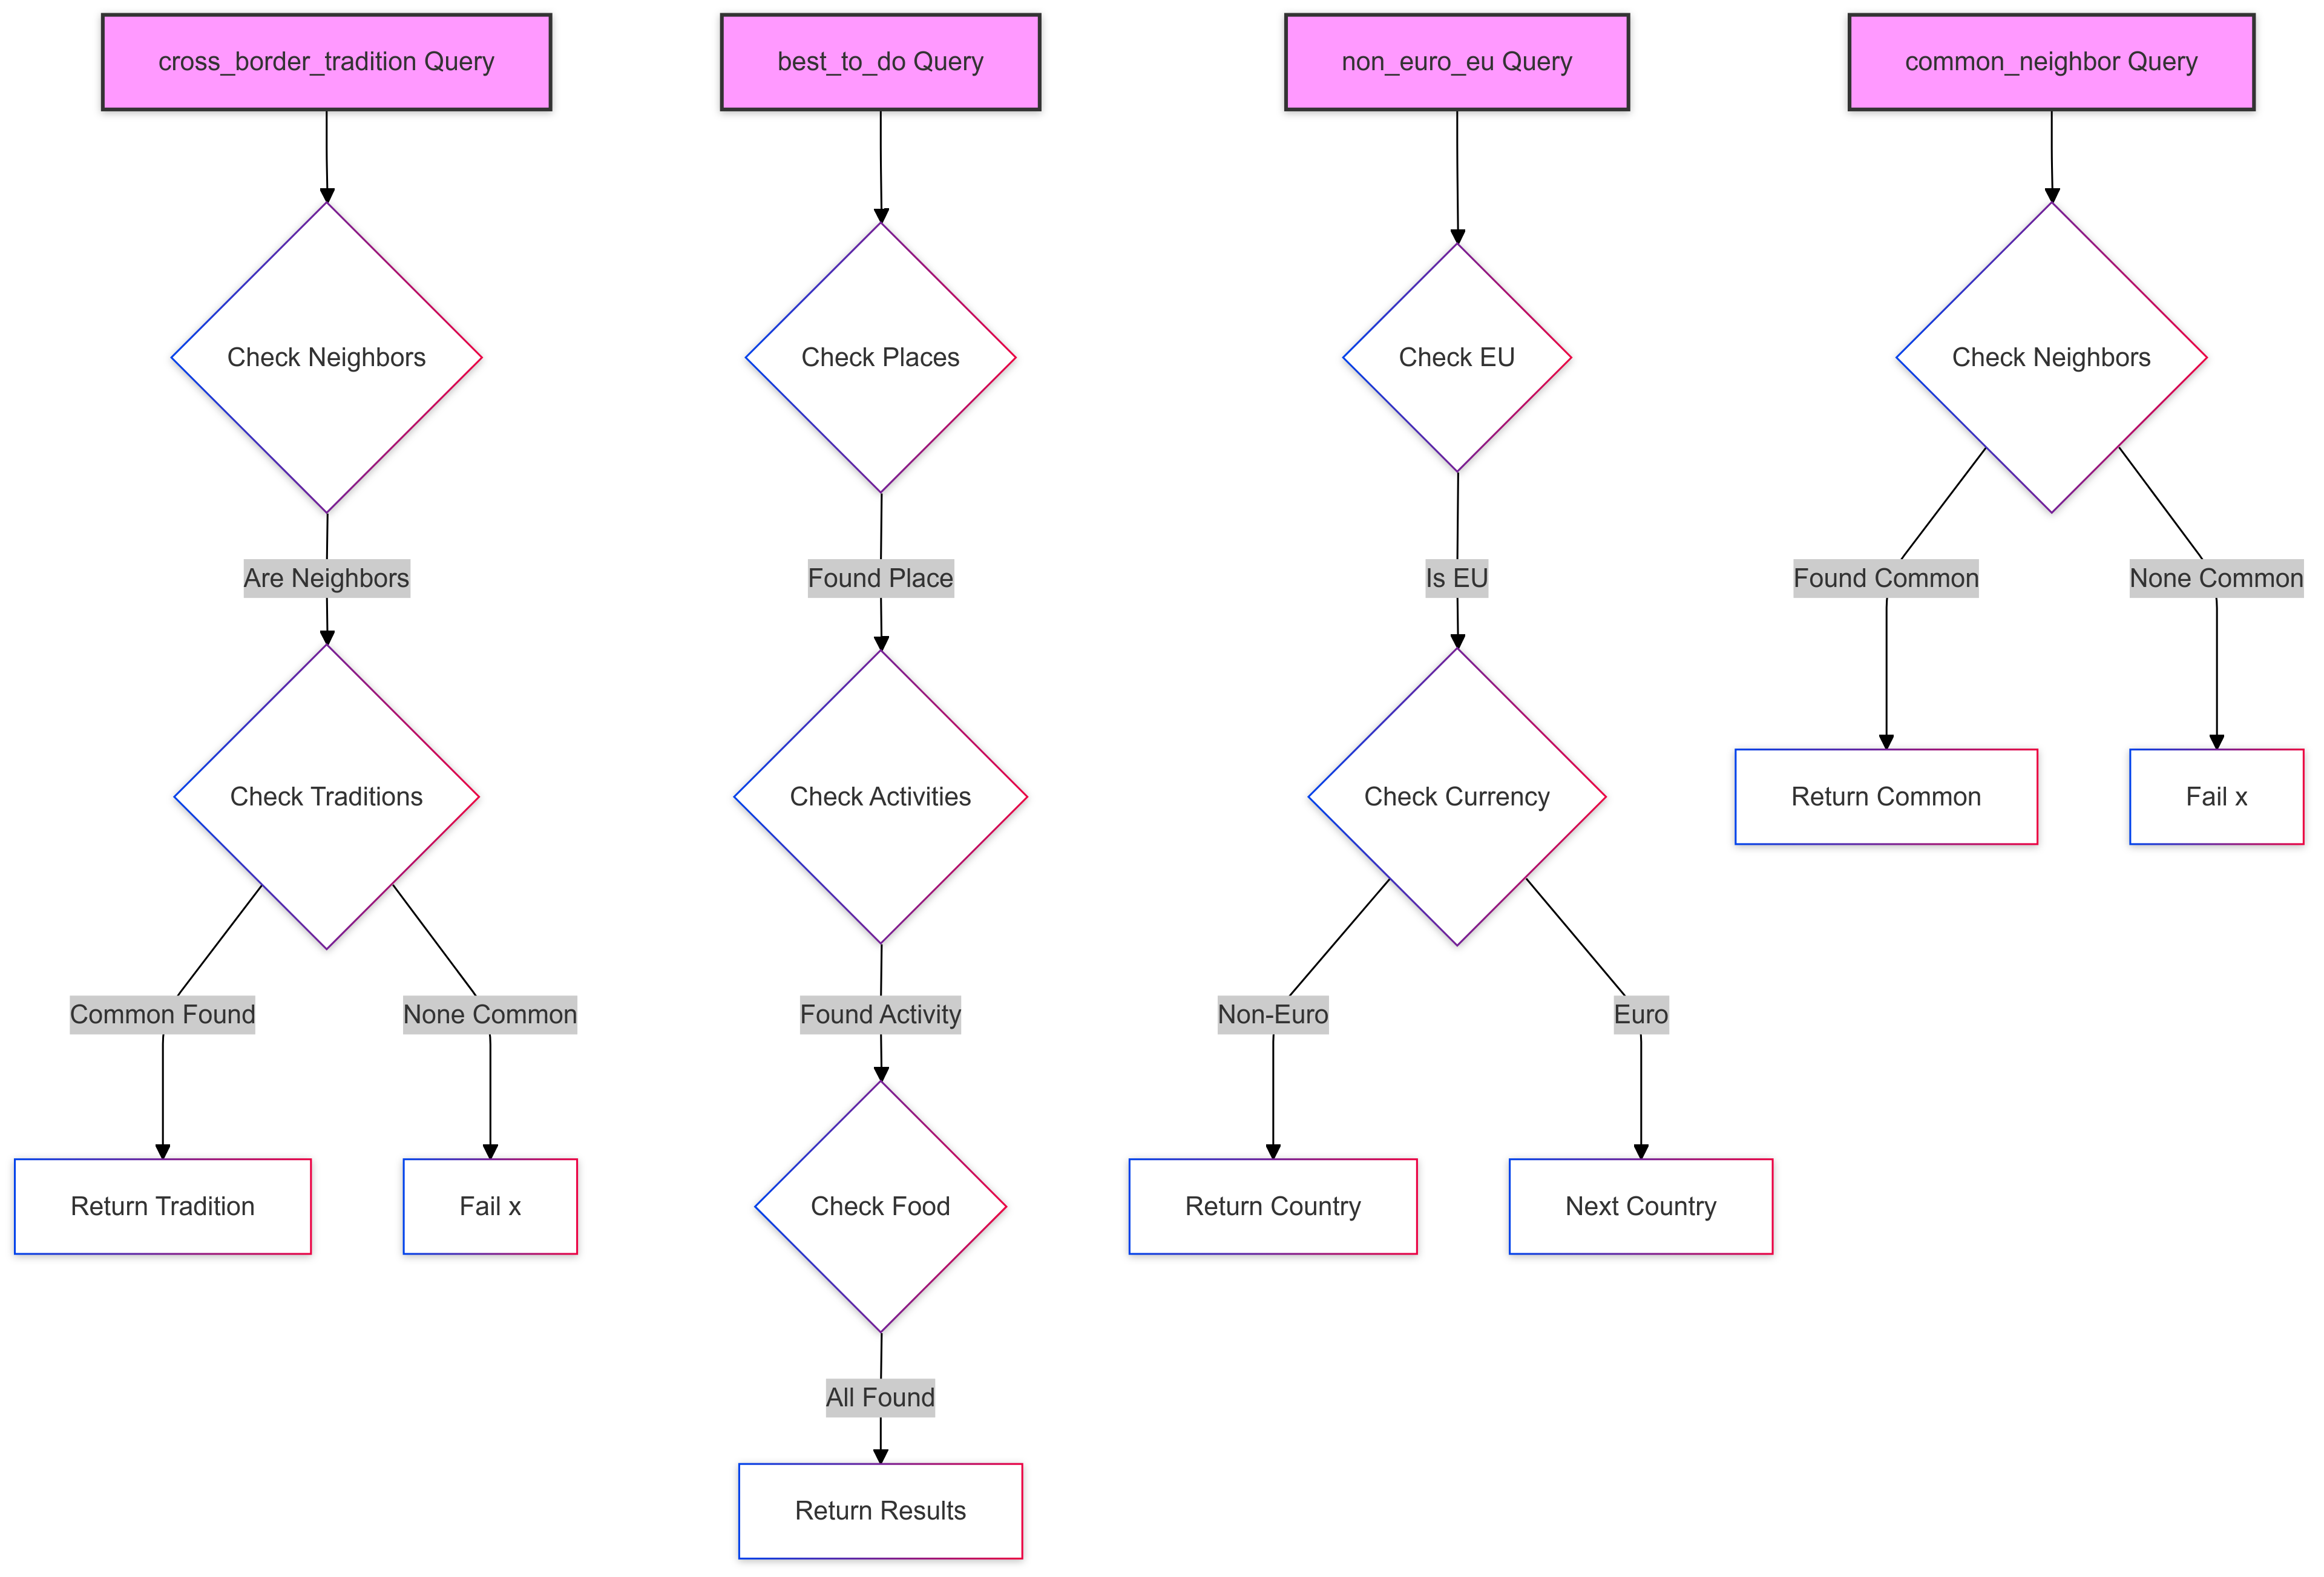 cross_border_tradition Query
best_to_do Query
non_euro_eu Query
common_neighbor Query
Check Neighbors
Check Places
Check EU
Check Neighbors
Are Neighbors
Found Place
Is EU
Found Common
None Common
Check Traditions
Check Activities
Check Currency
Return Common
Fail x
Common Found
None Common
Found Activity
Non-Euro
Euro
Return Tradition
Fail x
Check Food
Return Country
Next Country
All Found
Return Results